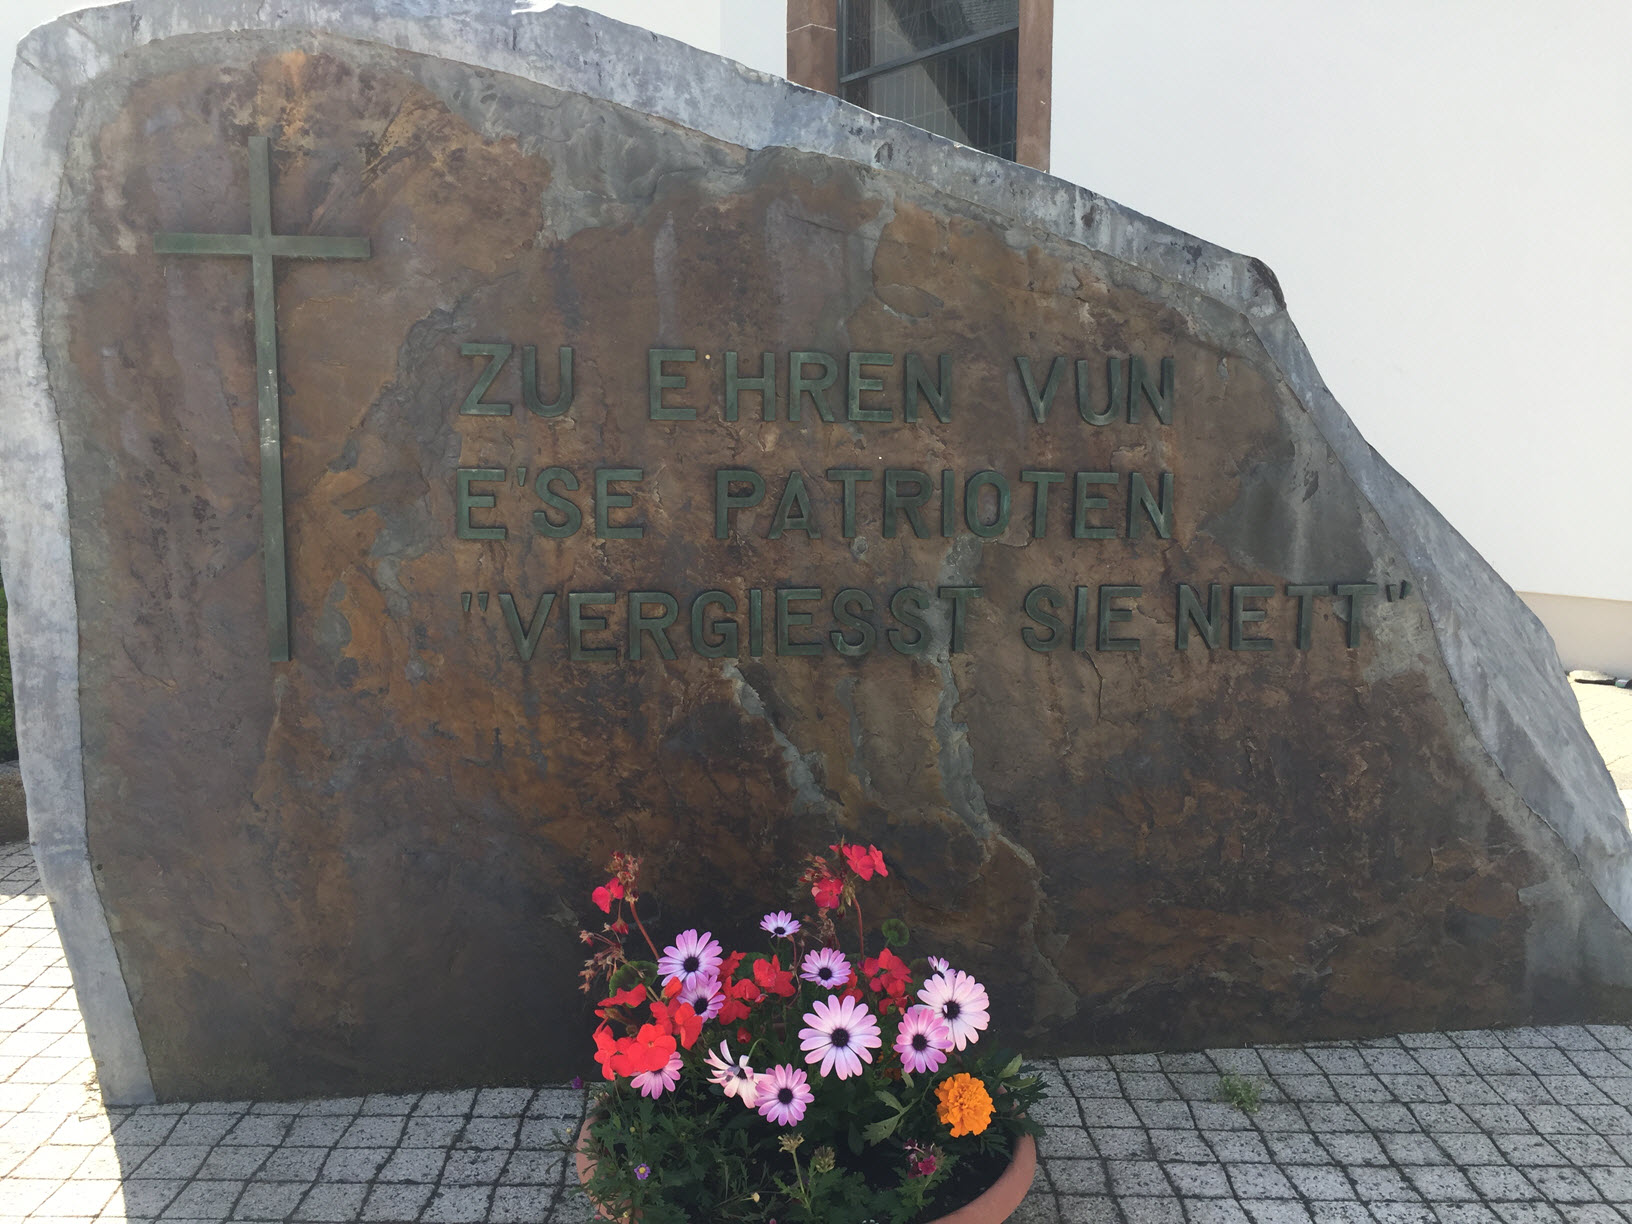 ZU EHREN VUN
E'SE PATRIOTEN
"VERGIESST SIE NETT"